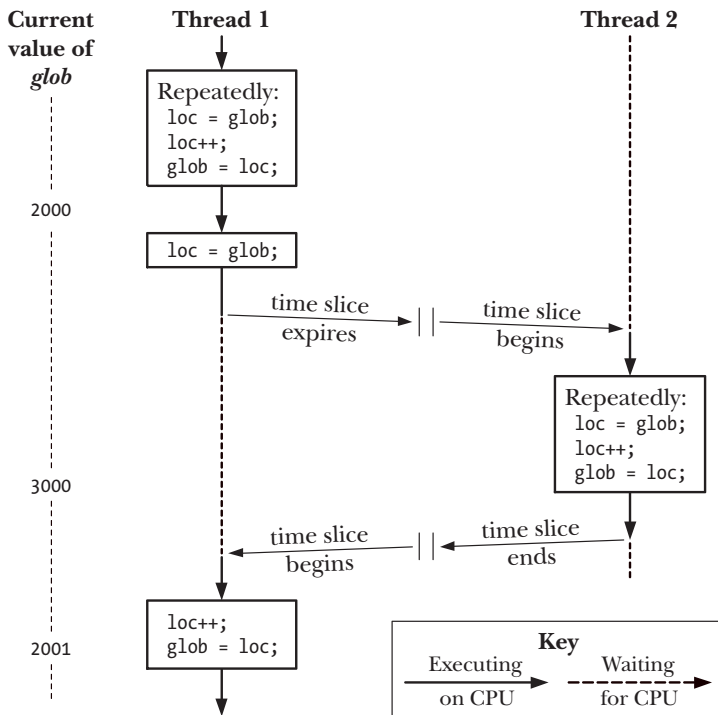 Current
value of
glob
Thread 1
Thread 2
Repeatedly:
loc = glob;
loc++;
glob = loc;
2000
loc = glob;
time slice
expires
time slice
begins
Repeatedly:
loc = glob;
loc++;
glob = loc;
3000
time slice
begins
time slice
ends
loc++;
glob = loc;
2001
Key
Executing
on CPU
Waiting
for CPU